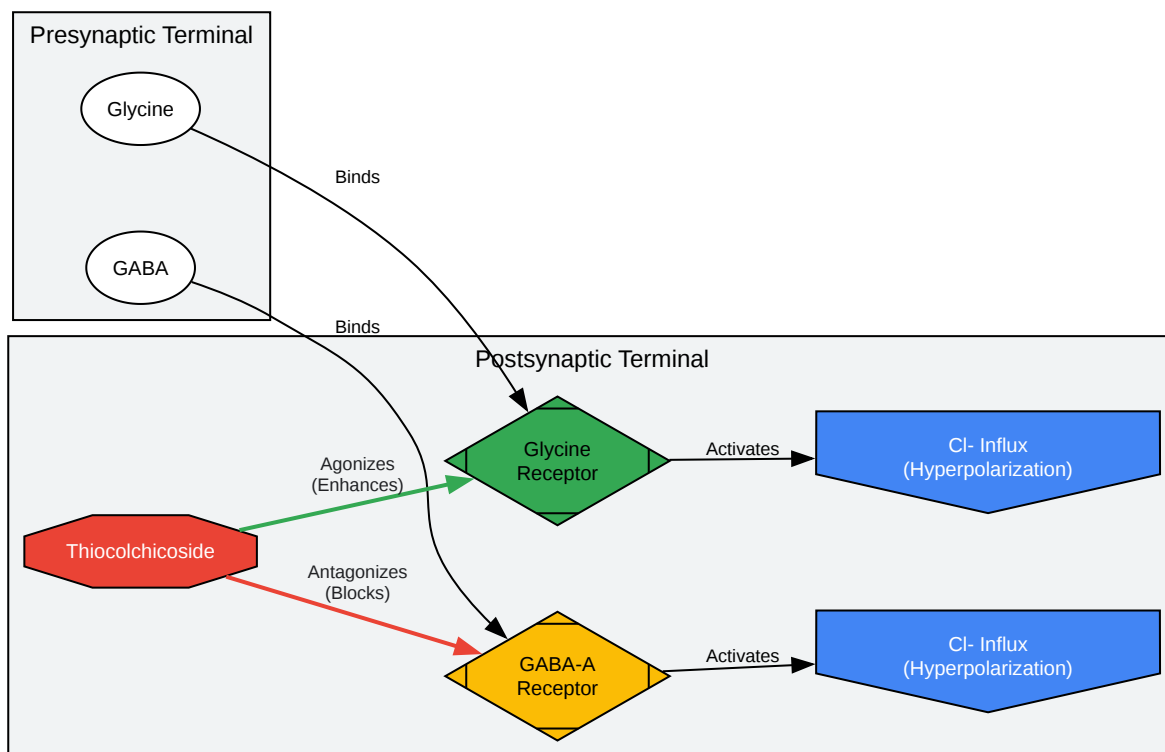 Presynaptic Terminal
Glycine
Binds
GABA
Binds
Postsynaptic Terminal
Glycine
Receptor
Activates
Cl- Influx
(Hyperpolarization)
Agonizes
(Enhances)
Thiocolchicoside
Antagonizes
(Blocks)
GABA-A
Receptor
Activates
Cl- Influx
(Hyperpolarization)